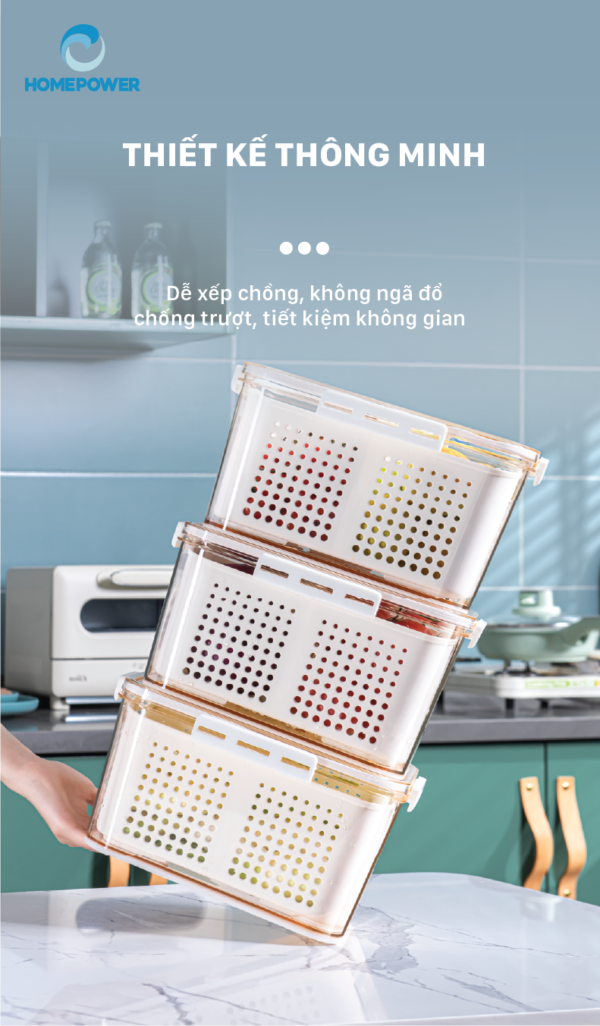 HOMEPOWER
THIẾT KẾ THÔNG MINH
Dễ xếp chồng, không ngã đổ
chống trượt, tiết kiệm không gian